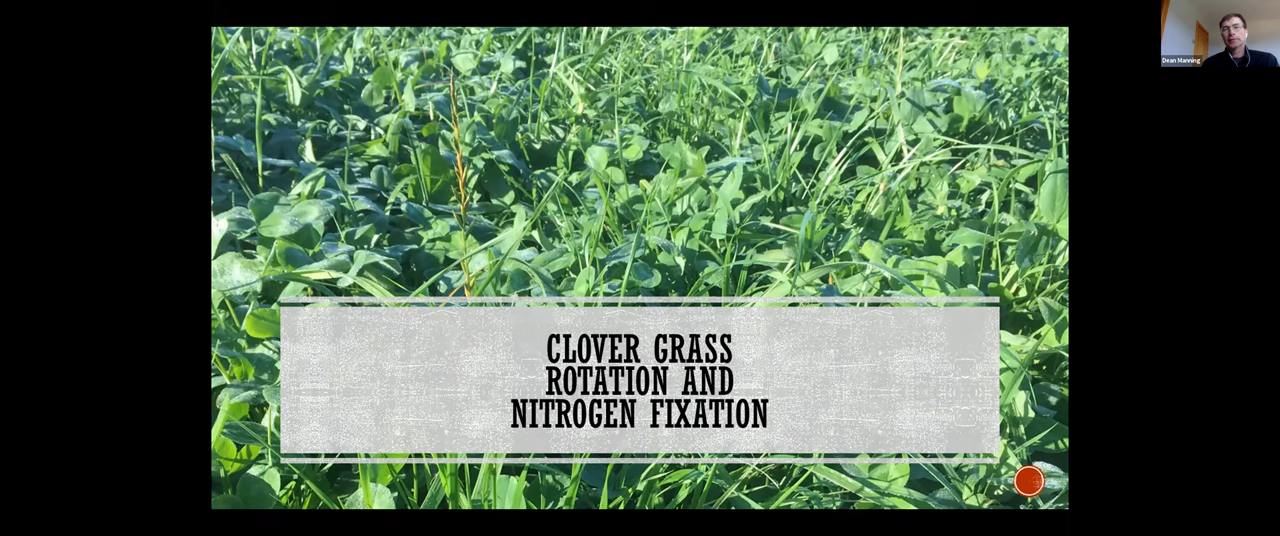 Dean Manning
CLOVER GRASS
ROTATION AND
NITROGEN FIXATION